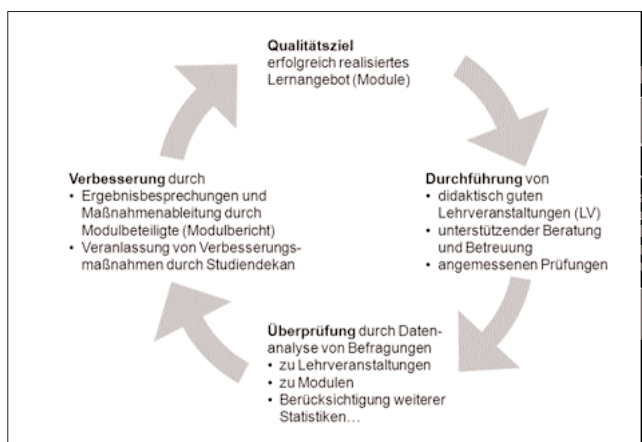 Qualitätsziel
erfolgreich realisiertes
Lernangebot (Module)
Durchführung von
• didaktisch guten
Lehrveranstaltungen (LV)
• unterstützender Beratung
und Betreuung
• angemessenen Prüfungen
Überprüfung durch Daten-
analyse von Befragungen
• zu Lehrveranstaltungen
• zu Modulen
• Berücksichtigung weiterer
Statistiken…
Verbesserung durch
• Ergebnisbesprechungen und
Maßnahmenableitung durch
Modulbeteiligte (Modulbericht)
• Veranlassung von Verbesserungs-
maßnahmen durch Studiendekan